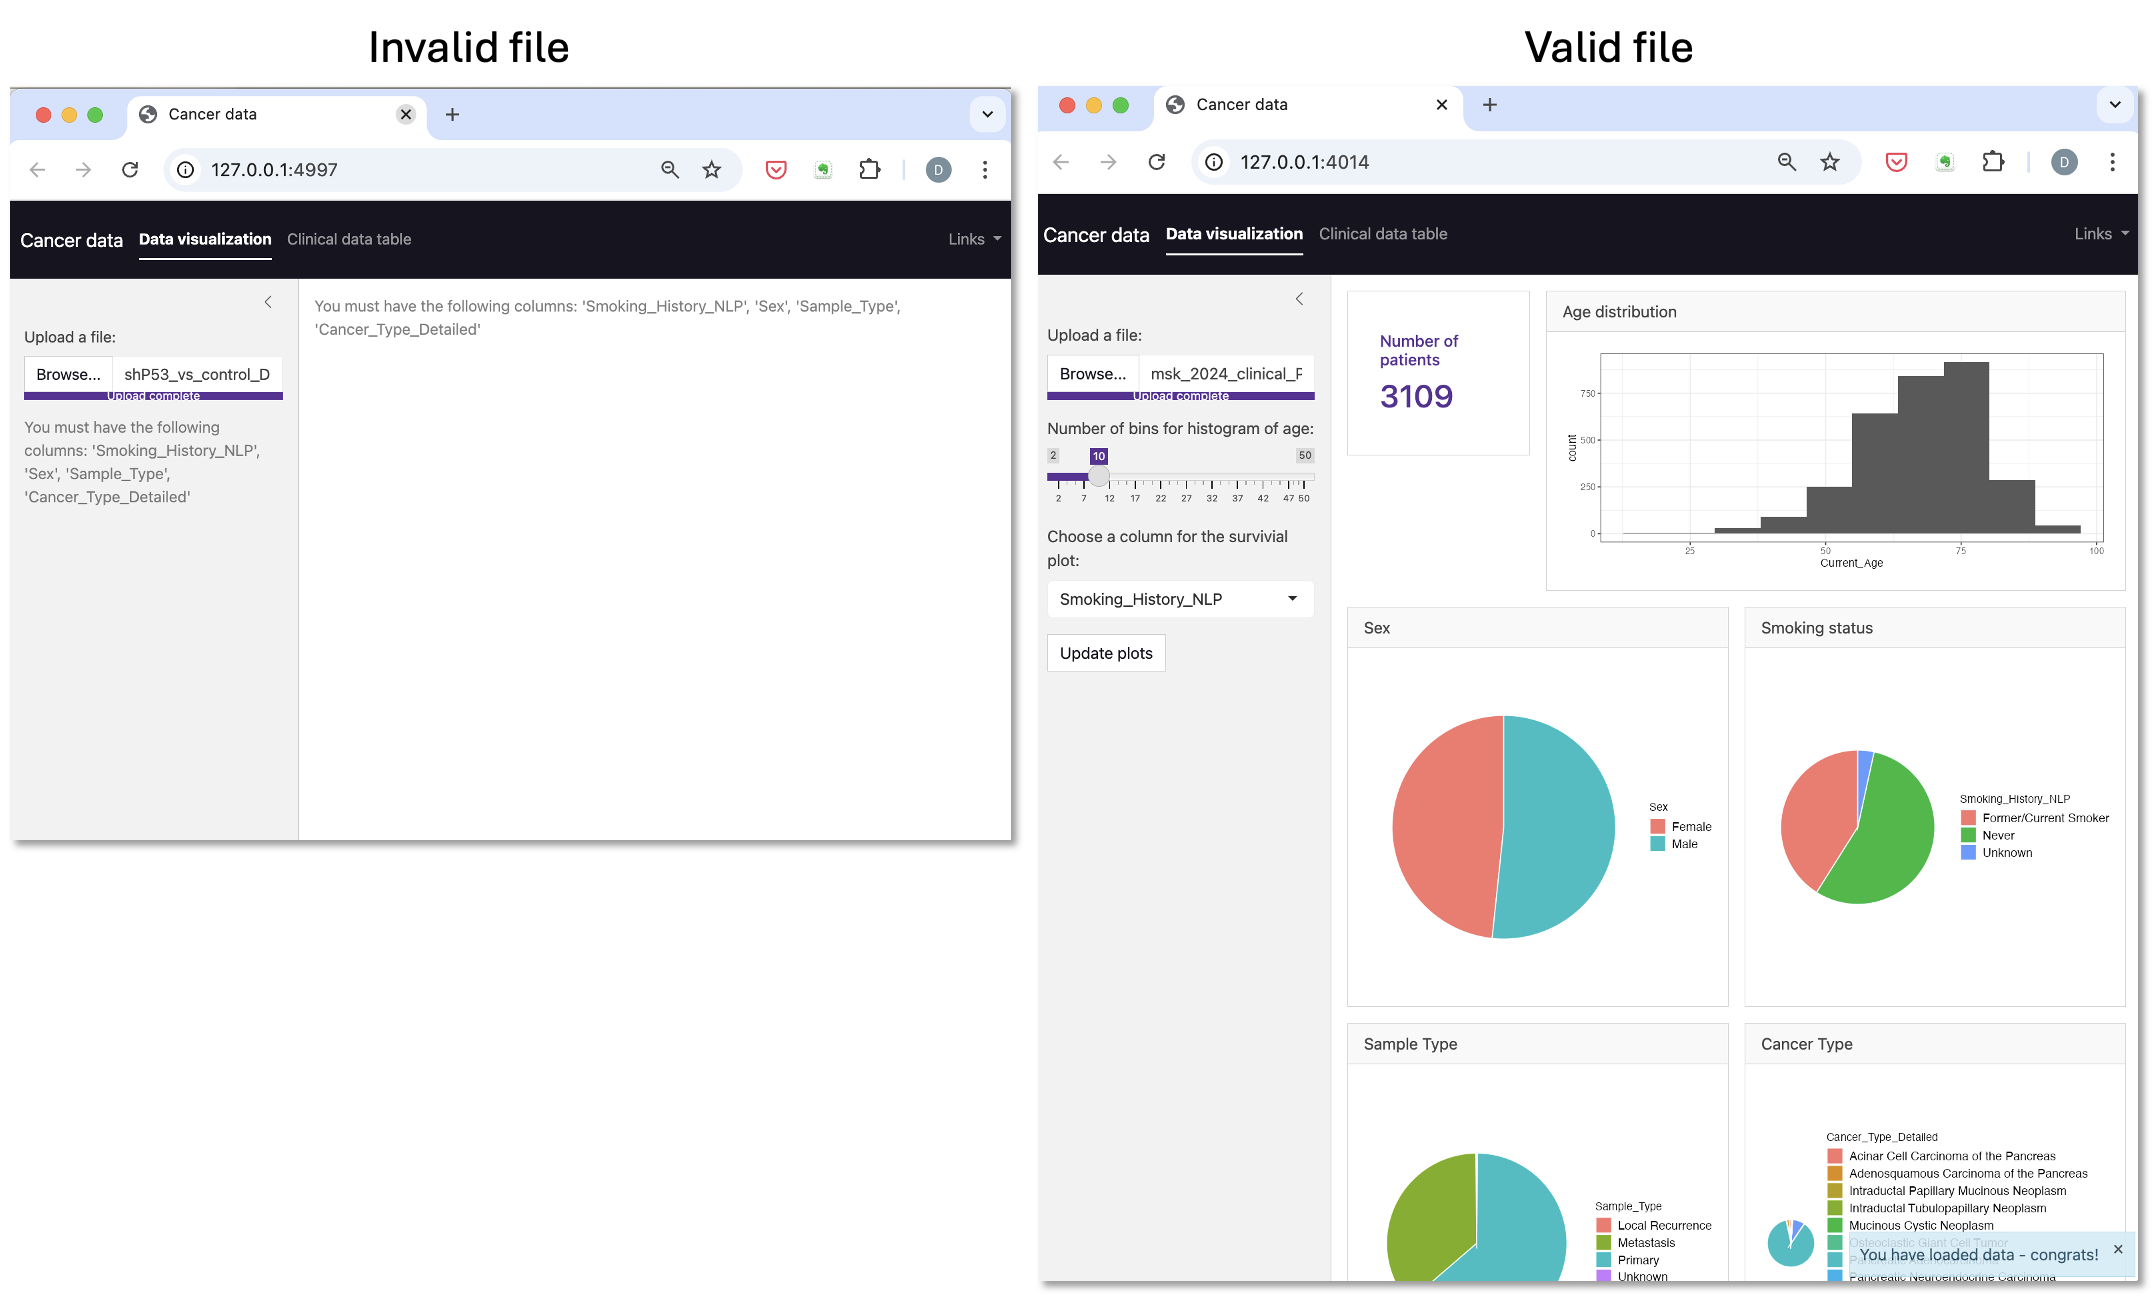 Invalid file
Cancer data
127.0.0.1:4997
D
Cancer data Data visualization Clinical data table Links
Upload a file:
Browse... shP53_vs_control_D
Upload complete
You must have the following
columns: 'Smoking_History_NLP',
'Sex', 'Sample_Type',
'Cancer_Type_Detailed'
You must have the following columns: 'Smoking_History_NLP', 'Sex', 'Sample_Type',
'Cancer_Type_Detailed'
Valid file
Cancer data
127.0.0.1:4014
D
Cancer data Data visualization Clinical data table Links
Upload a file:
Browse... msk_2024_clinical_F
Upload complete
Number of bins for histogram of age:
2 10 50
2 7 12 17 22 27 32 37 42 47 50
Choose a column for the survivial
plot:
Smoking_History_NLP
Update plots
Number of
patients
3109
Age distribution
750
500
250
0
count
25 50 75 100
Current_Age
Sex
Sex
Female
Male
Smoking status
Smoking_History_NLP
Former/Current Smoker
Never
Unknown
Sample Type
Sample_Type
Local Recurrence
Metastasis
Primary
Unknown
Cancer Type
Cancer_Type_Detailed
Acinar Cell Carcinoma of the Pancreas
Adenosquamous Carcinoma of the Pancreas
Intraductal Papillary Mucinous Neoplasm
Intraductal Tubulopapillary Neoplasm
Mucinous Cystic Neoplasm
Osteoclastic Giant Cell Tumor
Pancreatic Adenocarcinoma
Pancreatic Neuroendocrine Carcinoma
You have loaded data - congrats!